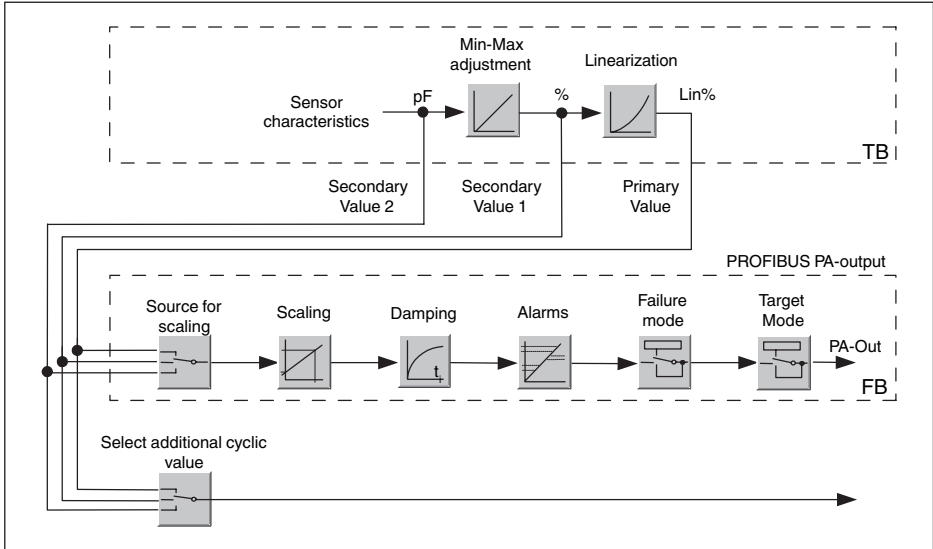 Min-Max
adjustment
Linearization
Sensor
characteristics
pF
%
Lin%
TB
Secondary
Value 2
Secondary
Value 1
Primary
Value
PROFIBUS PA-output
Source for
scaling
Scaling
Damping
Alarms
Failure
mode
Target
Mode
t
PA-Out
FB
Select additional cyclic
value